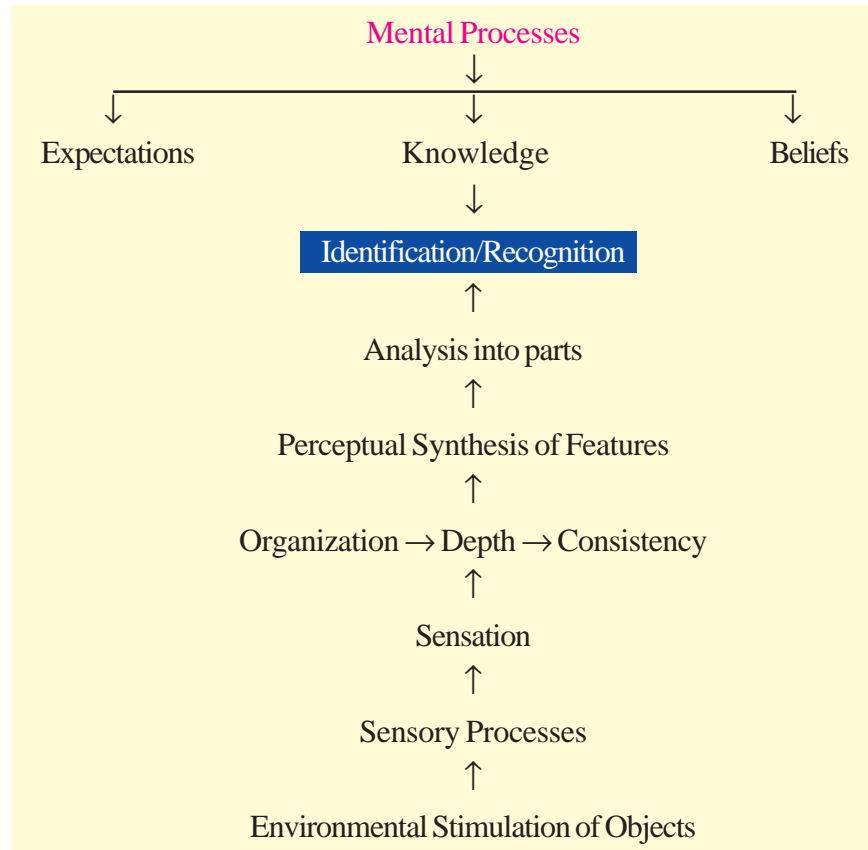 Mental Processes
↓
↓ ↓ ↓
Expectations Knowledge Beliefs
↓
Identification/Recognition
↑
Analysis into parts
↑
Perceptual Synthesis of Features
↑
Organization → Depth → Consistency
↑
Sensation
↑
Sensory Processes
↑
Environmental Stimulation of Objects